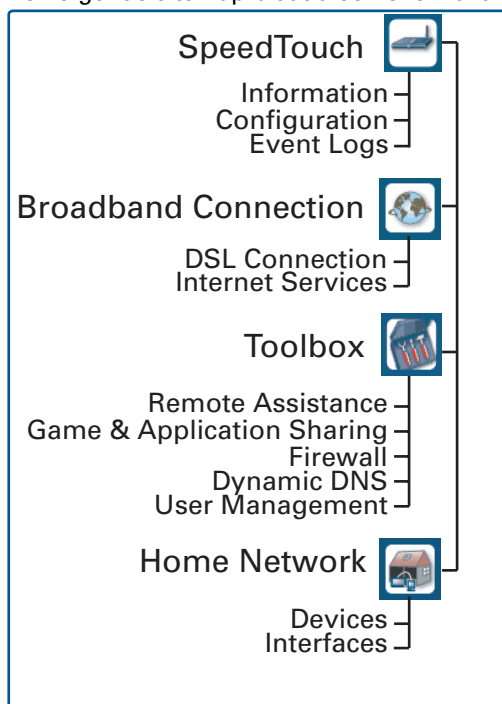 SpeedTouch
Information
Configuration
Event Logs
Broadband Connection
DSL Connection
Internet Services
Toolbox
Remote Assistance
Game & Application Sharing
Firewall
Dynamic DNS
User Management
Home Network
Devices
Interfaces